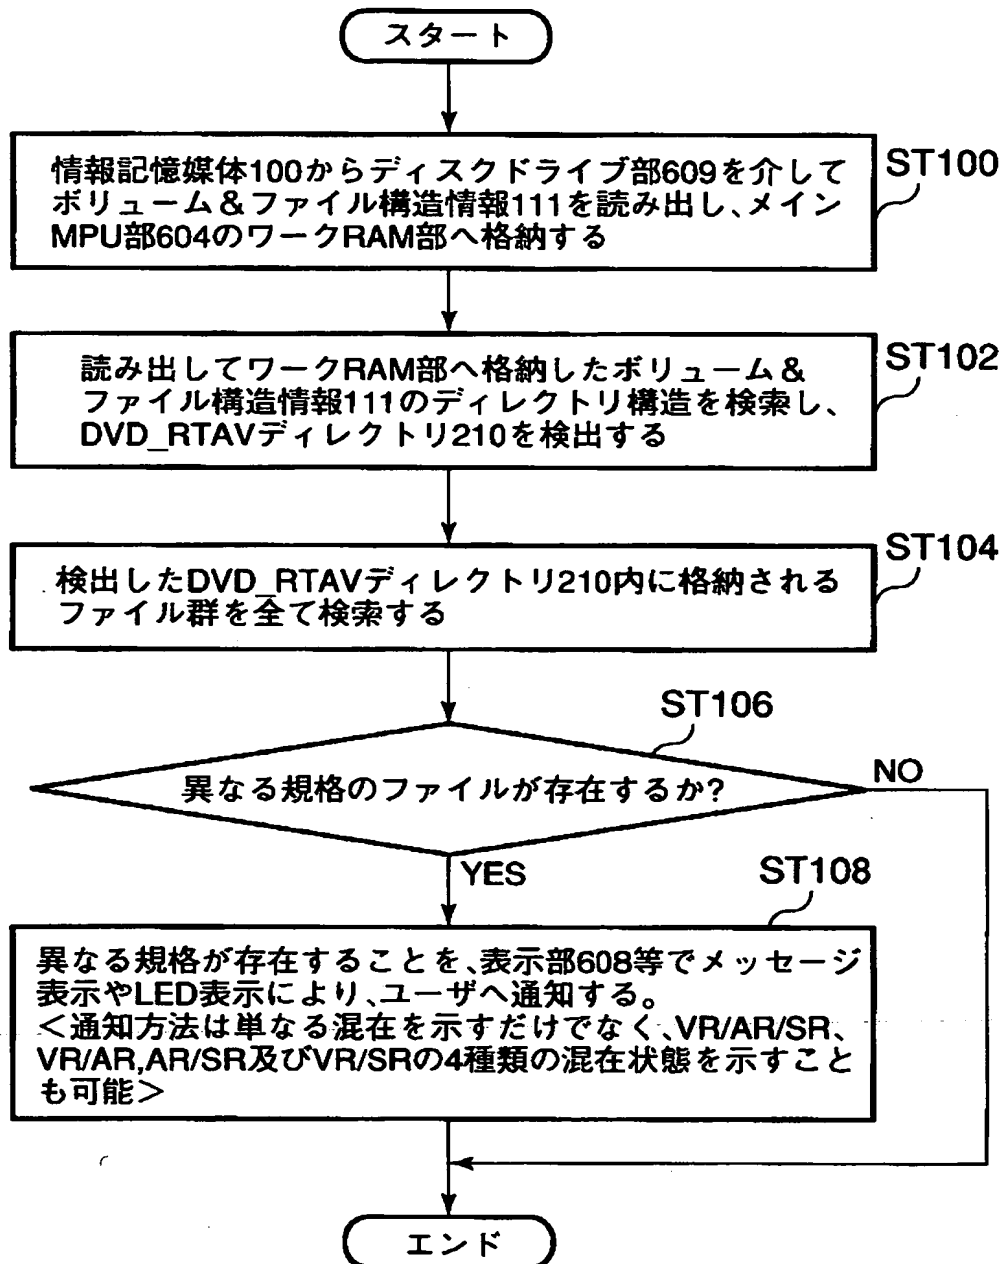 スタート
情報記憶媒体100からディスクドライブ部609を介して
ボリューム＆ファイル構造情報111を読み出し、メイン
MPU部604のワークRAM部へ格納する
ST100
読み出してワークRAM部へ格納したボリューム＆
ファイル構造情報111のディレクトリ構造を検索し、
DVD_RTAVディレクトリ210を検出する
ST102
検出したDVD_RTAVディレクトリ210内に格納される
ファイル群を全て検索する
ST104
ST106
異なる規格のファイルが存在するか?
NO
YES
ST108
異なる規格が存在することを、表示部608等でメッセージ
表示やLED表示により、ユーザへ通知する。
＜通知方法は単なる混在を示すだけでなく、VR/AR/SR、
VR/AR,AR/SR及びVR/SRの4種類の混在状態を示すこと
も可能＞
エンド